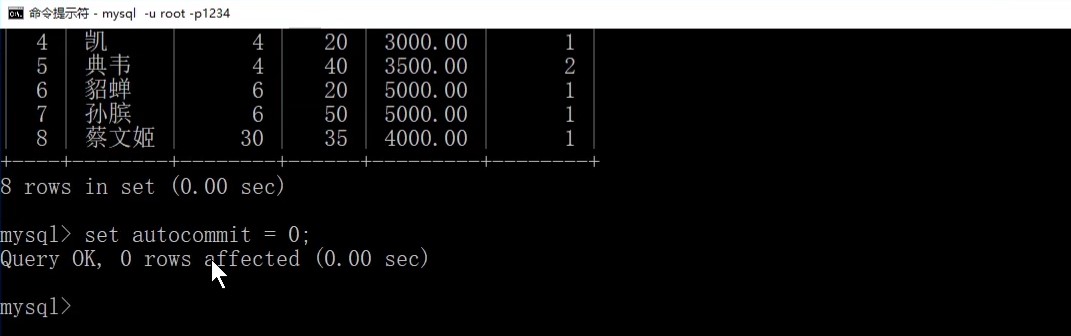 命令提示符 - mysql -u root -p1234
| 4 | 凯 | 4 | 20 | 3000.00 | 1 |
| 5 | 典韦 | 4 | 40 | 3500.00 | 2 |
| 6 | 貂蝉 | 6 | 20 | 5000.00 | 1 |
| 7 | 孙膑 | 6 | 50 | 5000.00 | 1 |
| 8 | 蔡文姬 | 30 | 35 | 4000.00 | 1 |
+----+--------+--------+------+---------+--------+
8 rows in set (0.00 sec)
mysql> set autocommit = 0;
Query OK, 0 rows affected (0.00 sec)
mysql>